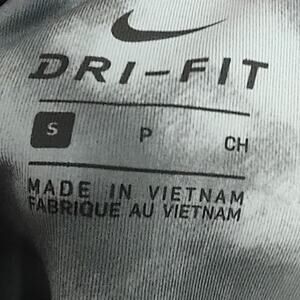 DRI-FIT
S P CH
MADE IN VIETNAM
FABRIQUE AU VIETNAM